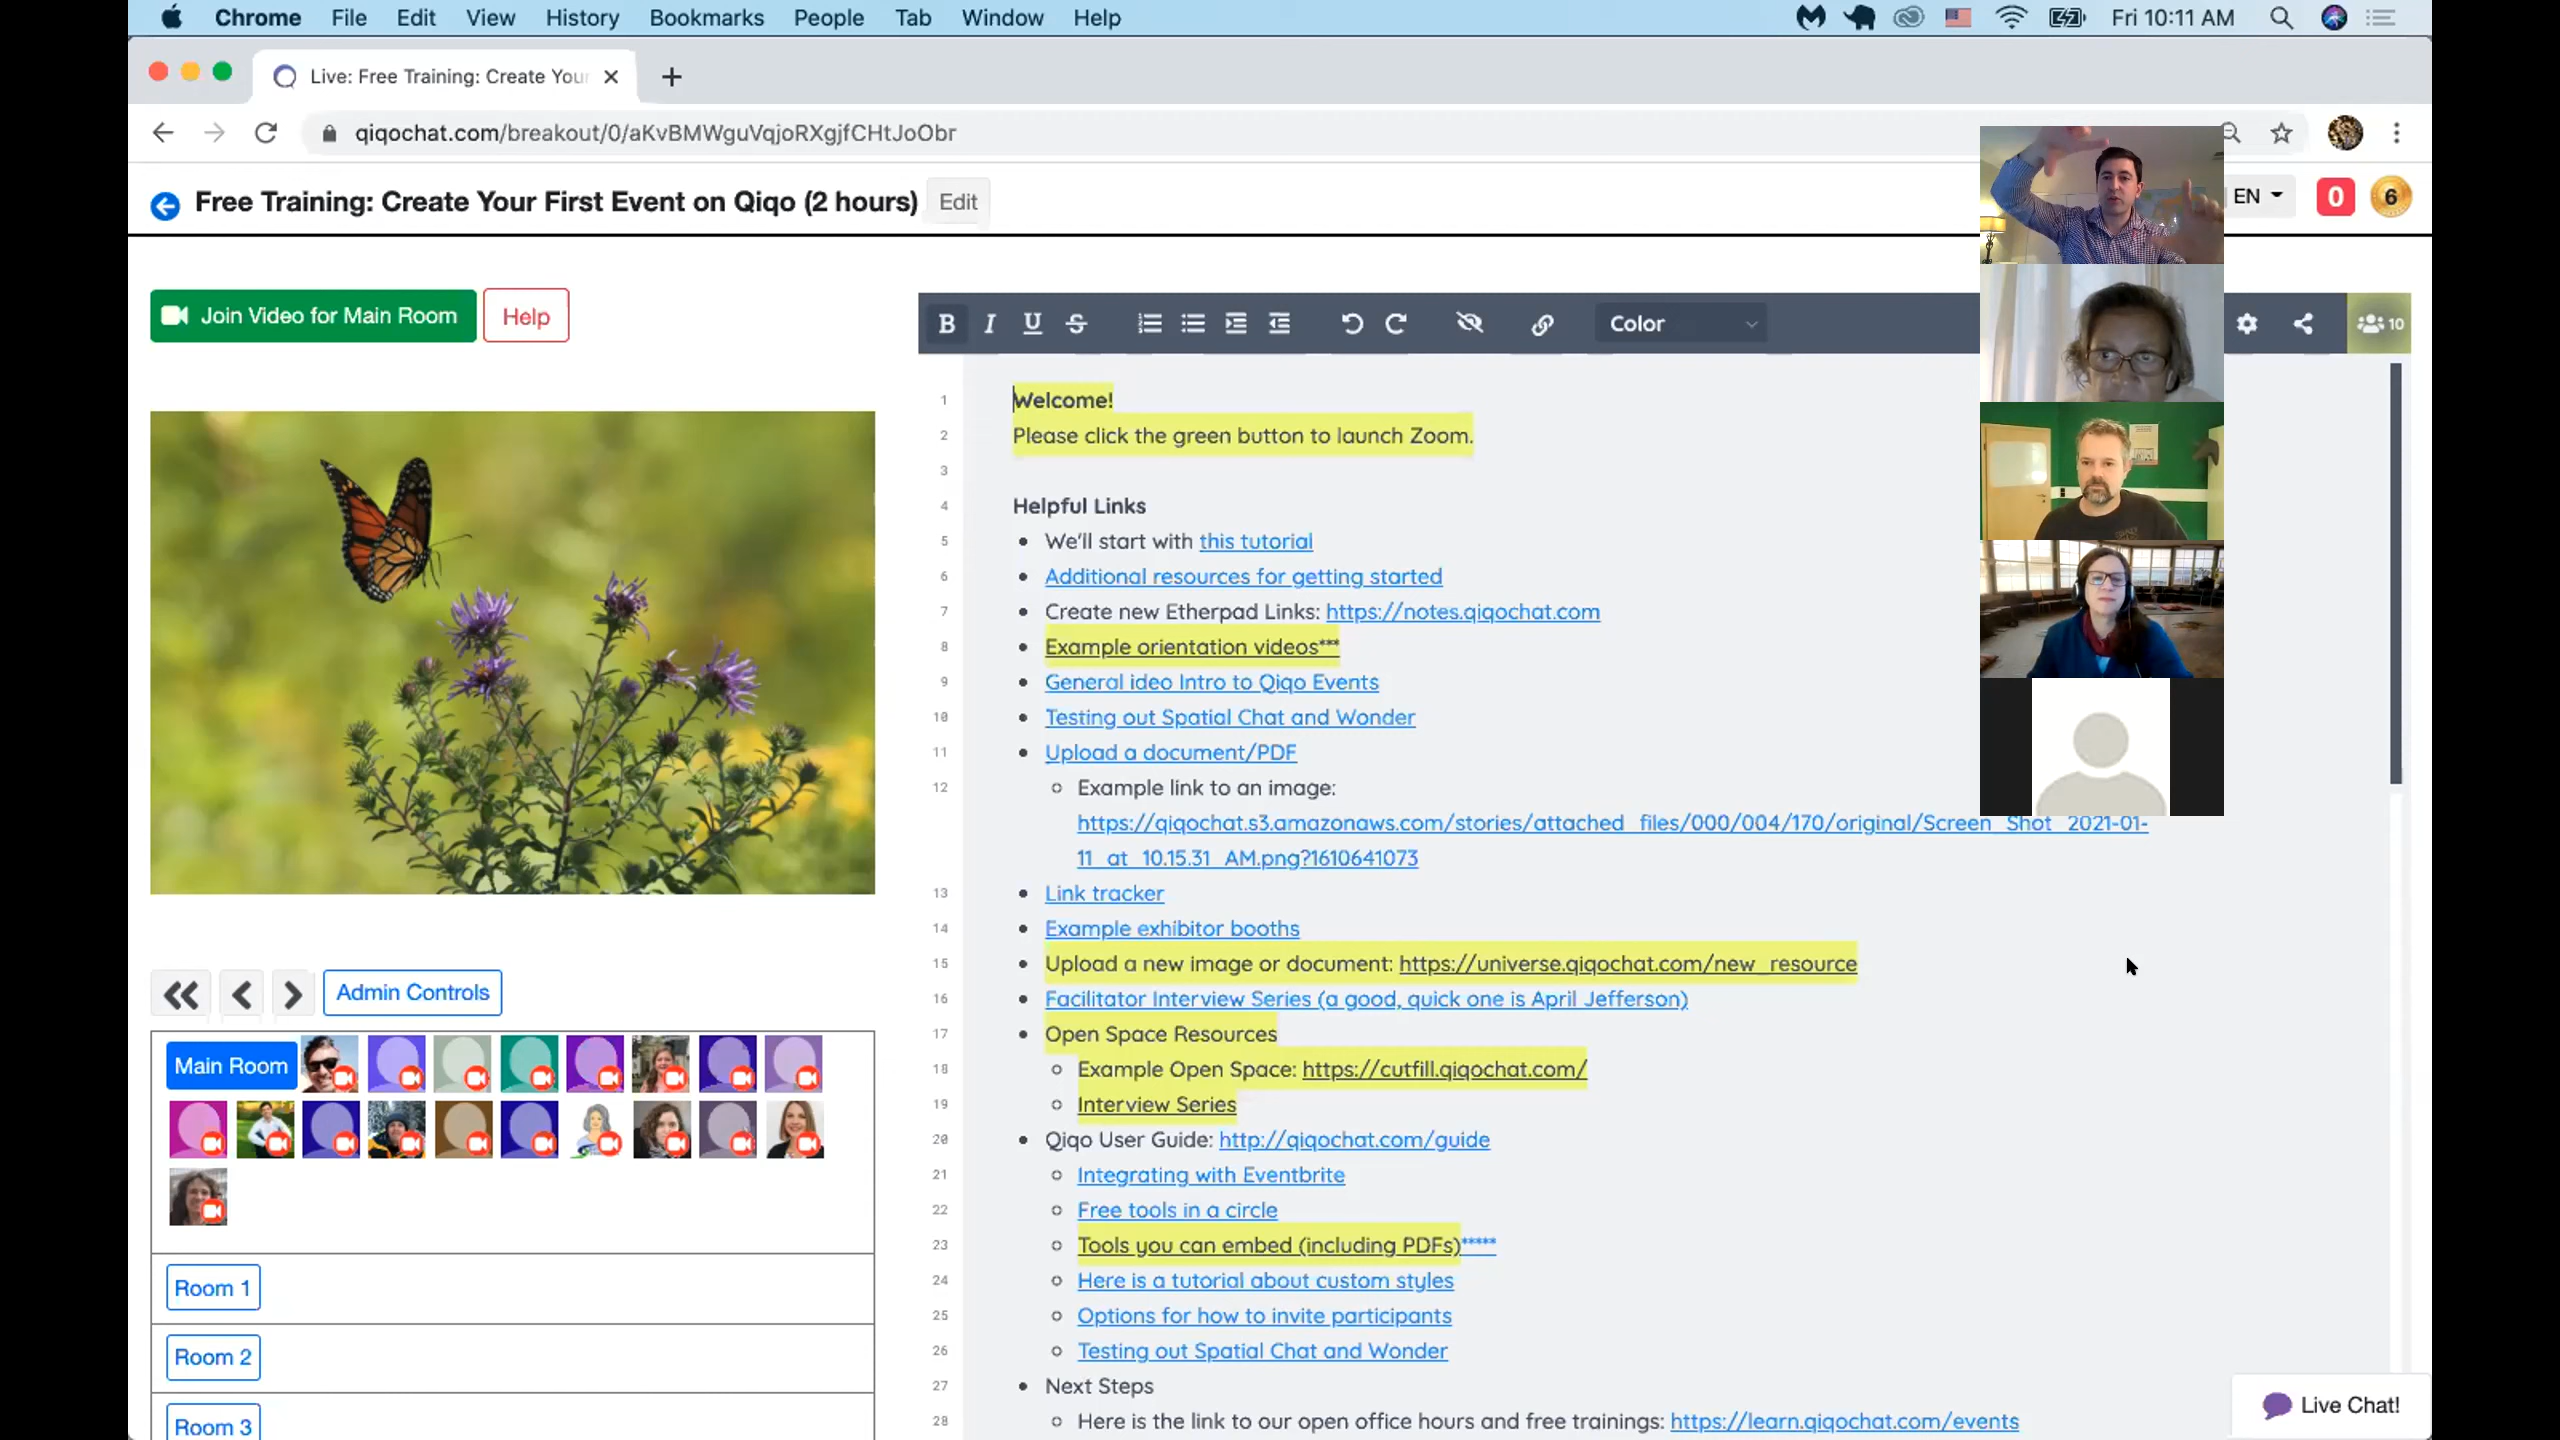 Chrome File Edit View History Bookmarks People Tab Window Help Fri 10:11 AM
Live: Free Training: Create Your
qiqochat.com/breakout/0/aKvBMWguVqjoRXgjfCHtJoObr
Free Training: Create Your First Event on Qiqo (2 hours) Edit EN 0 6
Join Video for Main Room Help
B I U S Color 10
1 Welcome!
2 Please click the green button to launch Zoom.
3
4 Helpful Links
5 We'll start with this tutorial
6 Additional resources for getting started
7 Create new Etherpad Links: https://notes.qiqochat.com
8 Example orientation videos***
9 General ideo Intro to Qiqo Events
10 Testing out Spatial Chat and Wonder
11 Upload a document/PDF
12 Example link to an image:
https://qiqochat.s3.amazonaws.com/stories/attached_files/000/004/170/original/Screen_Shot_2021-01-
11_at_10.15.31_AM.png?1610641073
13 Link tracker
14 Example exhibitor booths
15 Upload a new image or document: https://universe.qiqochat.com/new_resource
16 Facilitator Interview Series (a good, quick one is April Jefferson)
17 Open Space Resources
18 Example Open Space: https://cutfill.qiqochat.com/
19 Interview Series
20 Qiqo User Guide: http://qiqochat.com/guide
21 Integrating with Eventbrite
22 Free tools in a circle
23 Tools you can embed (including PDFs)*****
24 Here is a tutorial about custom styles
25 Options for how to invite participants
26 Testing out Spatial Chat and Wonder
27 Next Steps
28 Here is the link to our open office hours and free trainings: https://learn.qiqochat.com/events
Admin Controls
Main Room
Room 1
Room 2
Room 3
Live Chat!